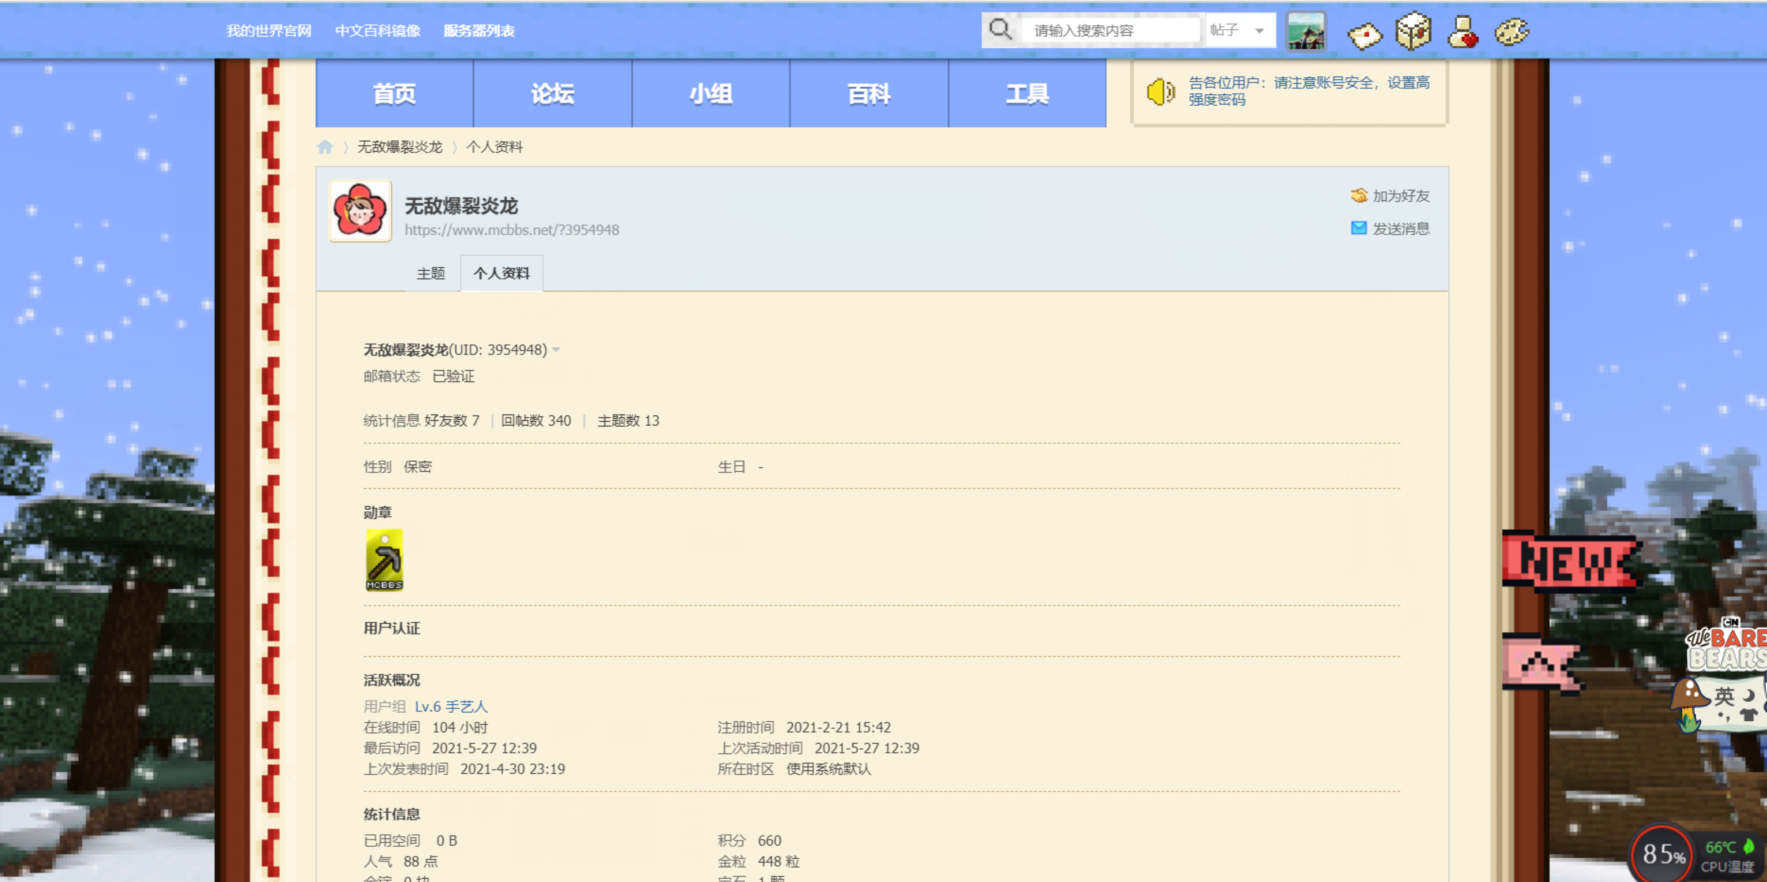 我的世界官网 中文百科镜像 服务器列表
请输入搜索内容 帖子
首页 论坛 小组 百科 工具
告各位用户：请注意账号安全，设置高
强度密码
无敌爆裂炎龙 个人资料
无敌爆裂炎龙
https://www.mcbbs.net/?3954948
加为好友
发送消息
主题 个人资料
无敌爆裂炎龙(UID: 3954948)
邮箱状态 已验证
统计信息 好友数 7 | 回帖数 340 | 主题数 13
性别 保密 生日 -
勋章
MCBBS
用户认证
活跃概况
用户组 Lv.6 手艺人
在线时间 104 小时 注册时间 2021-2-21 15:42
最后访问 2021-5-27 12:39 上次活动时间 2021-5-27 12:39
上次发表时间 2021-4-30 23:19 所在时区 使用系统默认
统计信息
已用空间 0 B 积分 660
人气 88 点 金粒 448 粒
NEW
CN
We BARE
BEARS
英
85%
66℃
CPU温度